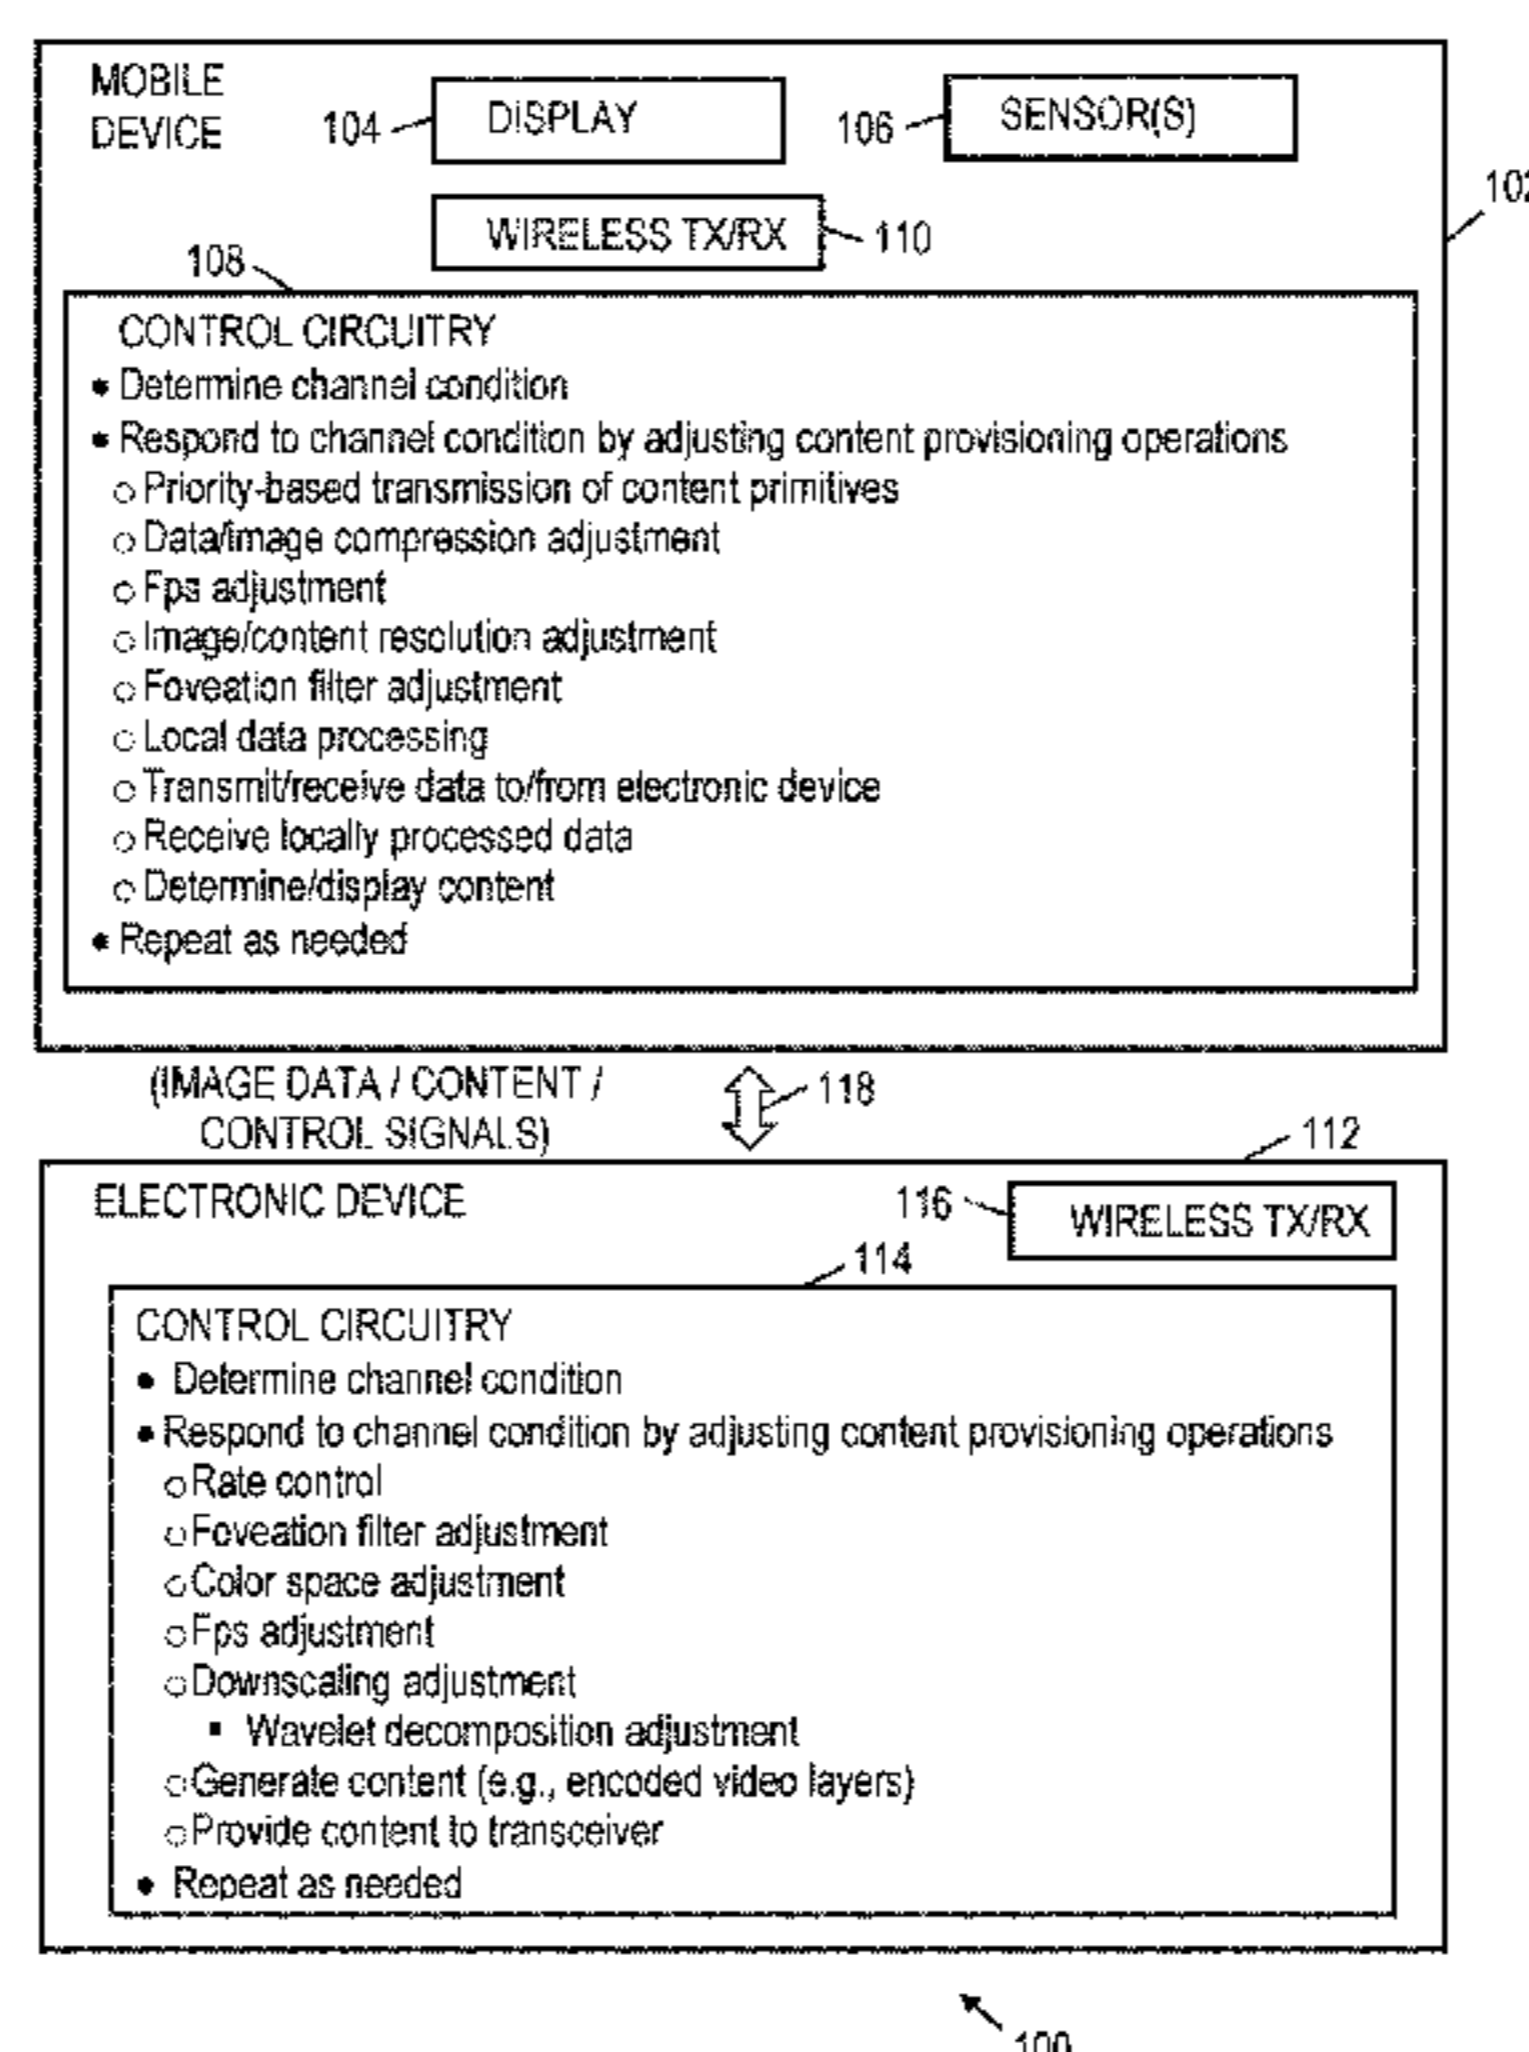 MOBILE
DEVICE
104
DISPLAY
106
SENSOR(S)
102
WIRELESS TX/RX
110
108
CONTROL CIRCUITRY
• Determine channel condition
• Respond to channel condition by adjusting content provisioning operations
○ Priority-based transmission of content primitives
○ Data/image compression adjustment
○ Fps adjustment
○ Image/content resolution adjustment
○ Foveation filter adjustment
○ Local data processing
○ Transmit/receive data to/from electronic device
○ Receive locally processed data
○ Determine/display content
• Repeat as needed
(IMAGE DATA / CONTENT /
CONTROL SIGNALS)
118
112
ELECTRONIC DEVICE
116
WIRELESS TX/RX
114
CONTROL CIRCUITRY
• Determine channel condition
• Respond to channel condition by adjusting content provisioning operations
○ Rate control
○ Foveation filter adjustment
○ Color space adjustment
○ Fps adjustment
○ Downscaling adjustment
▪ Wavelet decomposition adjustment
○ Generate content (e.g., encoded video layers)
○ Provide content to transceiver
• Repeat as needed
100